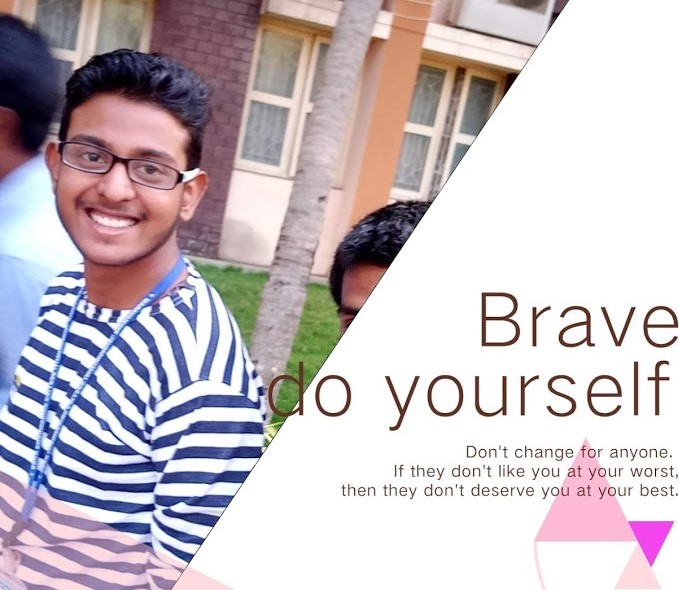 Brave
do yourself
Don't change for anyone.
If they don't like you at your worst,
then they don't deserve you at your best.